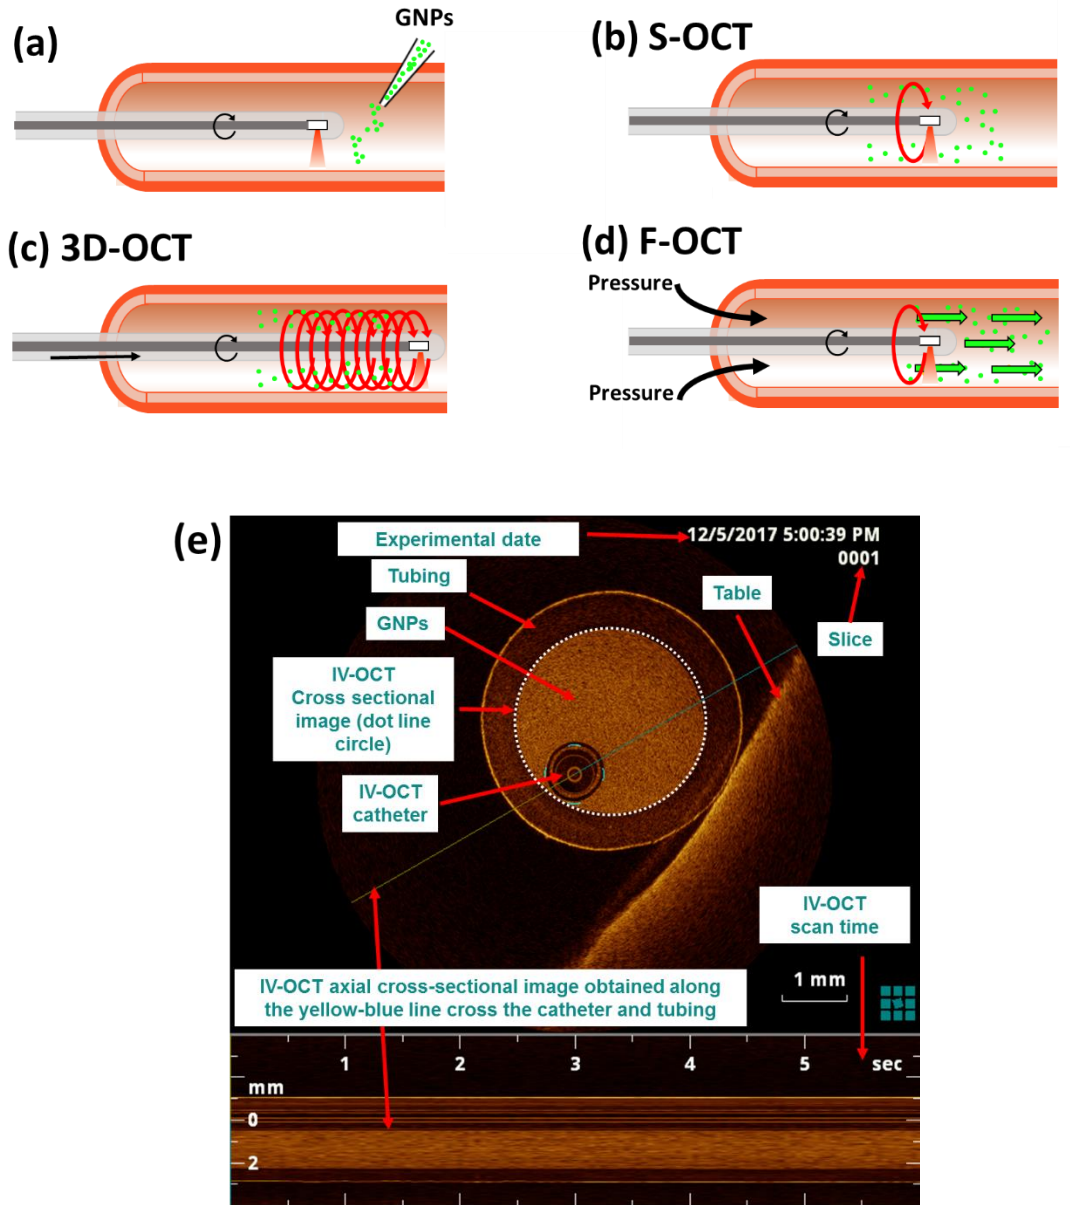 (a)
GNPs
(b) S-OCT
(c) 3D-OCT
(d) F-OCT
Pressure
Pressure
(e)
Experimental date
12/5/2017 5:00:39 PM
0001
Tubing
Table
GNPs
Slice
IV-OCT
Cross sectional
image (dot line
circle)
IV-OCT
catheter
IV-OCT
scan time
IV-OCT axial cross-sectional image obtained along
the yellow-blue line cross the catheter and tubing
1 mm
1 2 3 4 5 sec
mm
0
2